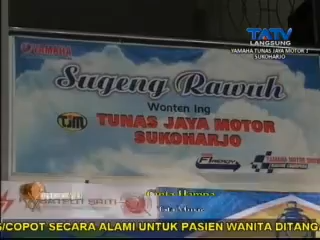 TATV
LANGSUNG
YAMAHA TUNAS JAYA MOTOR 3
SUKOHARJO
YAMAHA
Sugeng Rawuh
Wonten Ing
TJM
TUNAS JAYA MOTOR
SUKOHARJO
S/COPOT SECARA ALAMI UNTUK PASIEN WANITA DITANG